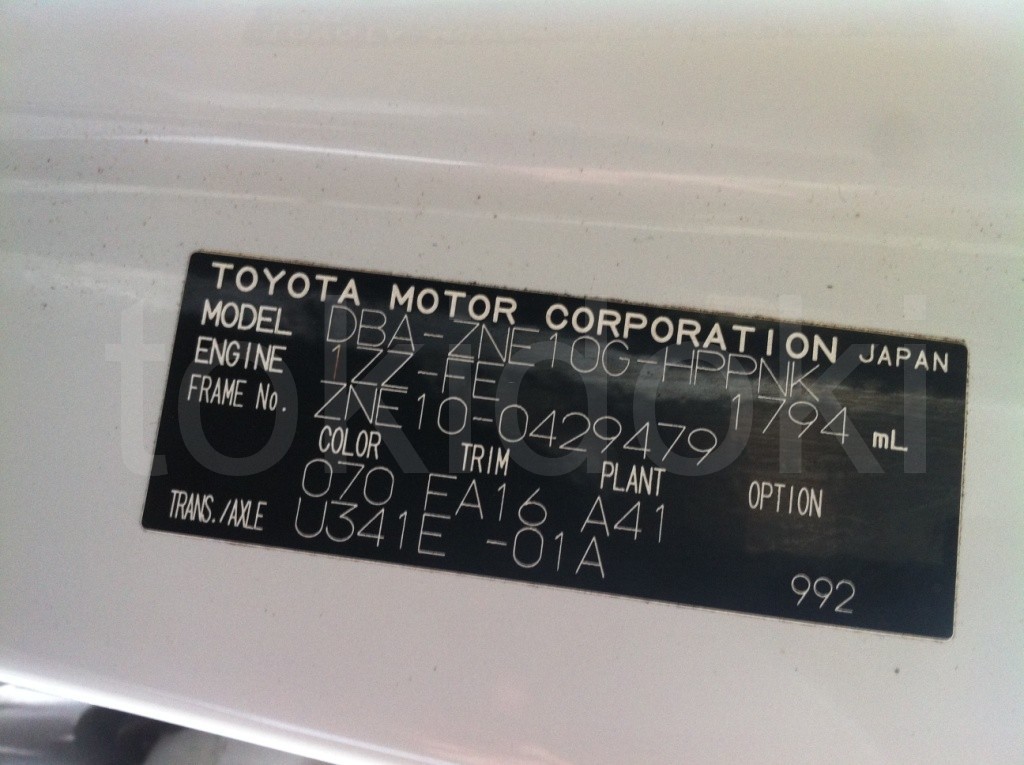 TOYOTA MOTOR CORPORATION JAPAN
MODEL DBA-ZNE10G-HPPNK
ENGINE 1ZZ-FE 1794 mL
FRAME No. ZNE10-0429479
COLOR TRIM PLANT OPTION
070 EA16 A41
TRANS./AXLE U341E -01A
992
tokidoki